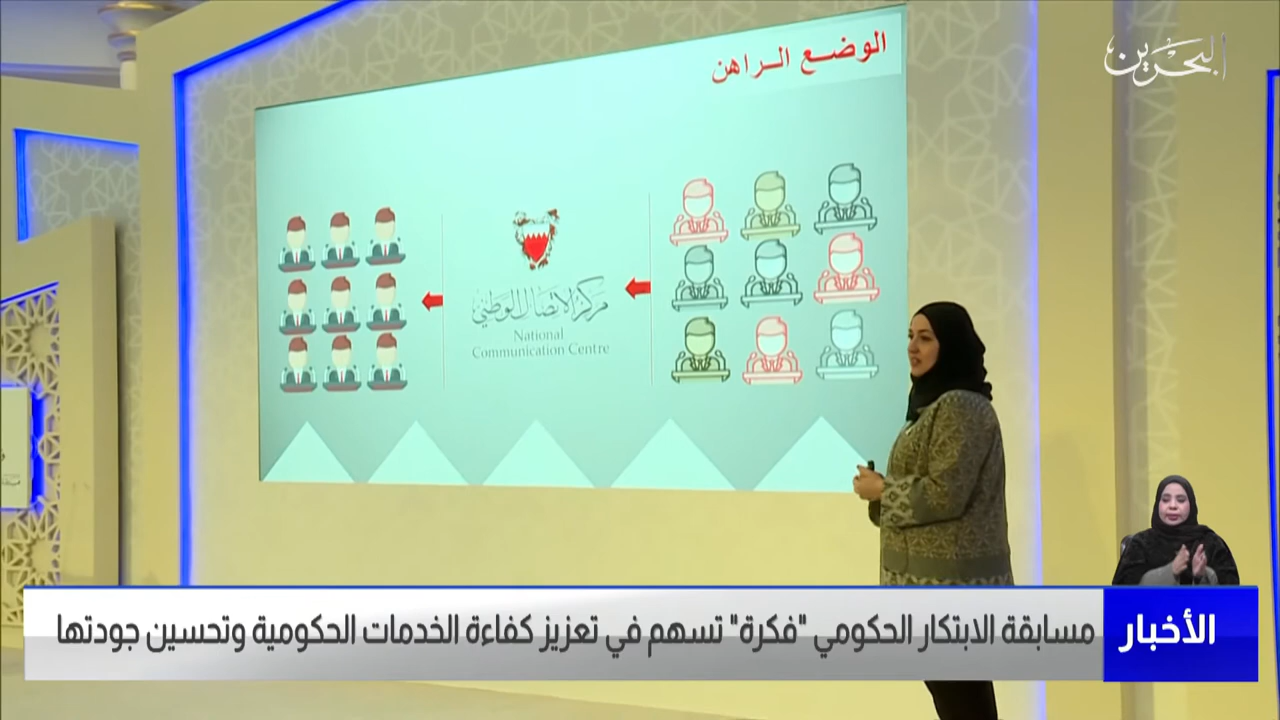 البحرين
الوضع الراهن
مركز الاتصال الوطني
National
Communication Centre
الأخبار
مسابقة الابتكار الحكومي "فكرة" تسهم في تعزيز كفاءة الخدمات الحكومية وتحسين جودتها